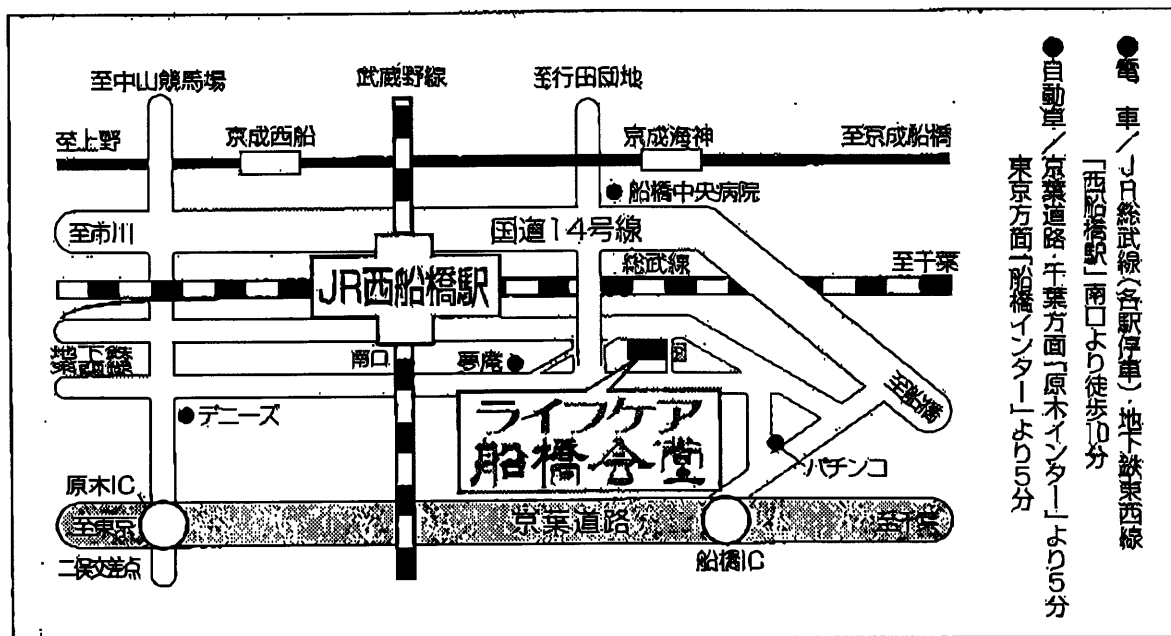 ●電　車／ＪＲ総武線（各駅停車）・地下鉄東西線
「西船橋駅」南口より徒歩10分
●自動車／京葉道路・千葉方面「原木インター」より5分
東京方面「船橋インター」より5分
至中山競馬場
武蔵野線
至行田団地
至上野
京成西船
京成海神
至京成船橋
●船橋中央病院
至市川
国道14号線
JR西船橋駅
総武線
至千葉
地下鉄
南口
夢庵●
至船橋
●デニーズ
ライフケア
船橋会堂
パチンコ
原木IC
至東京
京葉道路
至千葉
二俣交差点
船橋IC